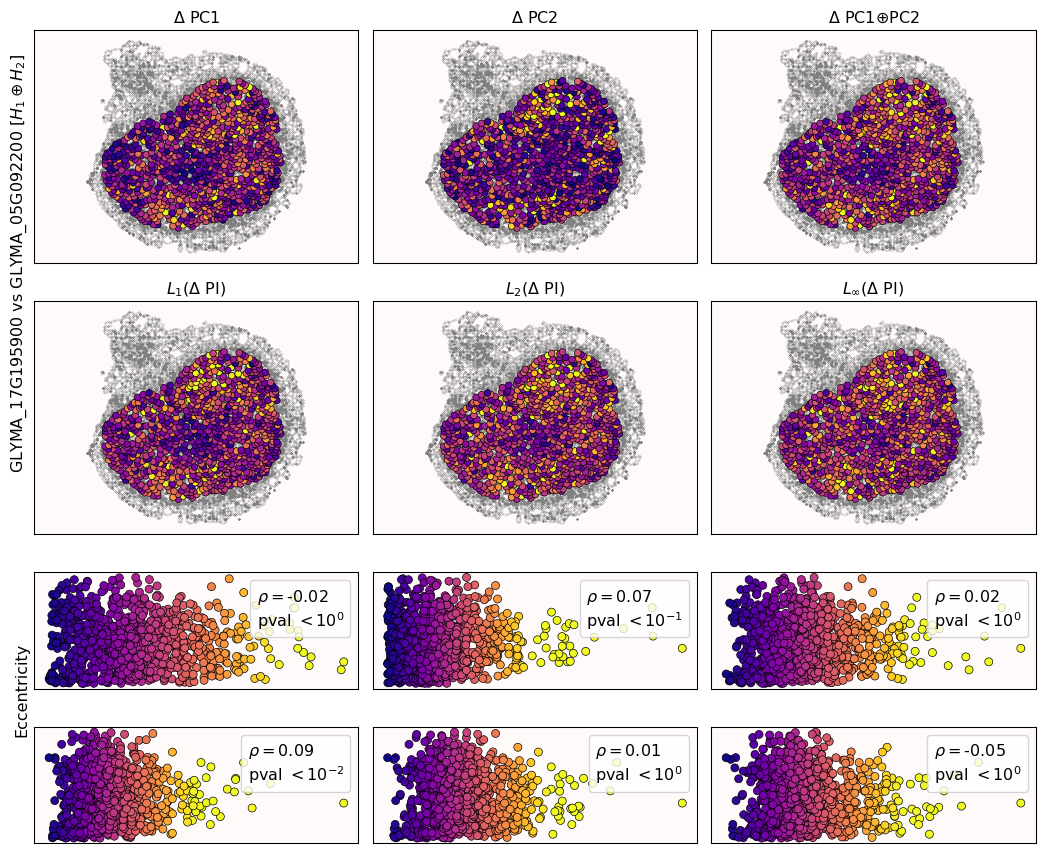 Δ PC1
Δ PC2
Δ PC1⊕PC2
GLYMA_17G195900 vs GLYMA_05G092200 [H₁ ⊕ H₂]
L₁(Δ PI)
L₂(Δ PI)
L∞(Δ PI)
Eccentricity
ρ = -0.02
pval < 10⁰
ρ = 0.07
pval < 10⁻¹
ρ = 0.02
pval < 10⁰
ρ = 0.09
pval < 10⁻²
ρ = 0.01
pval < 10⁰
ρ = -0.05
pval < 10⁰